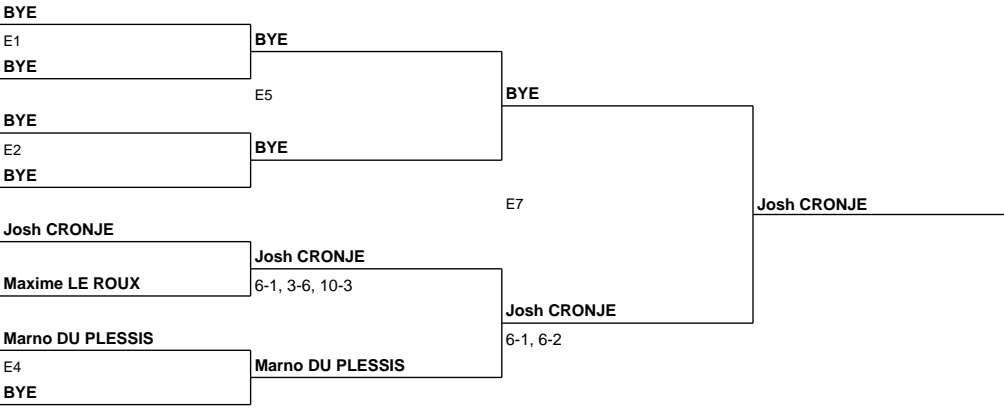 BYE
E1
BYE
BYE
E5
BYE
E2
BYE
BYE
BYE
E7
Josh CRONJE
Josh CRONJE
Maxime LE ROUX
Josh CRONJE
6-1, 3-6, 10-3
Josh CRONJE
6-1, 6-2
Marno DU PLESSIS
E4
BYE
Marno DU PLESSIS